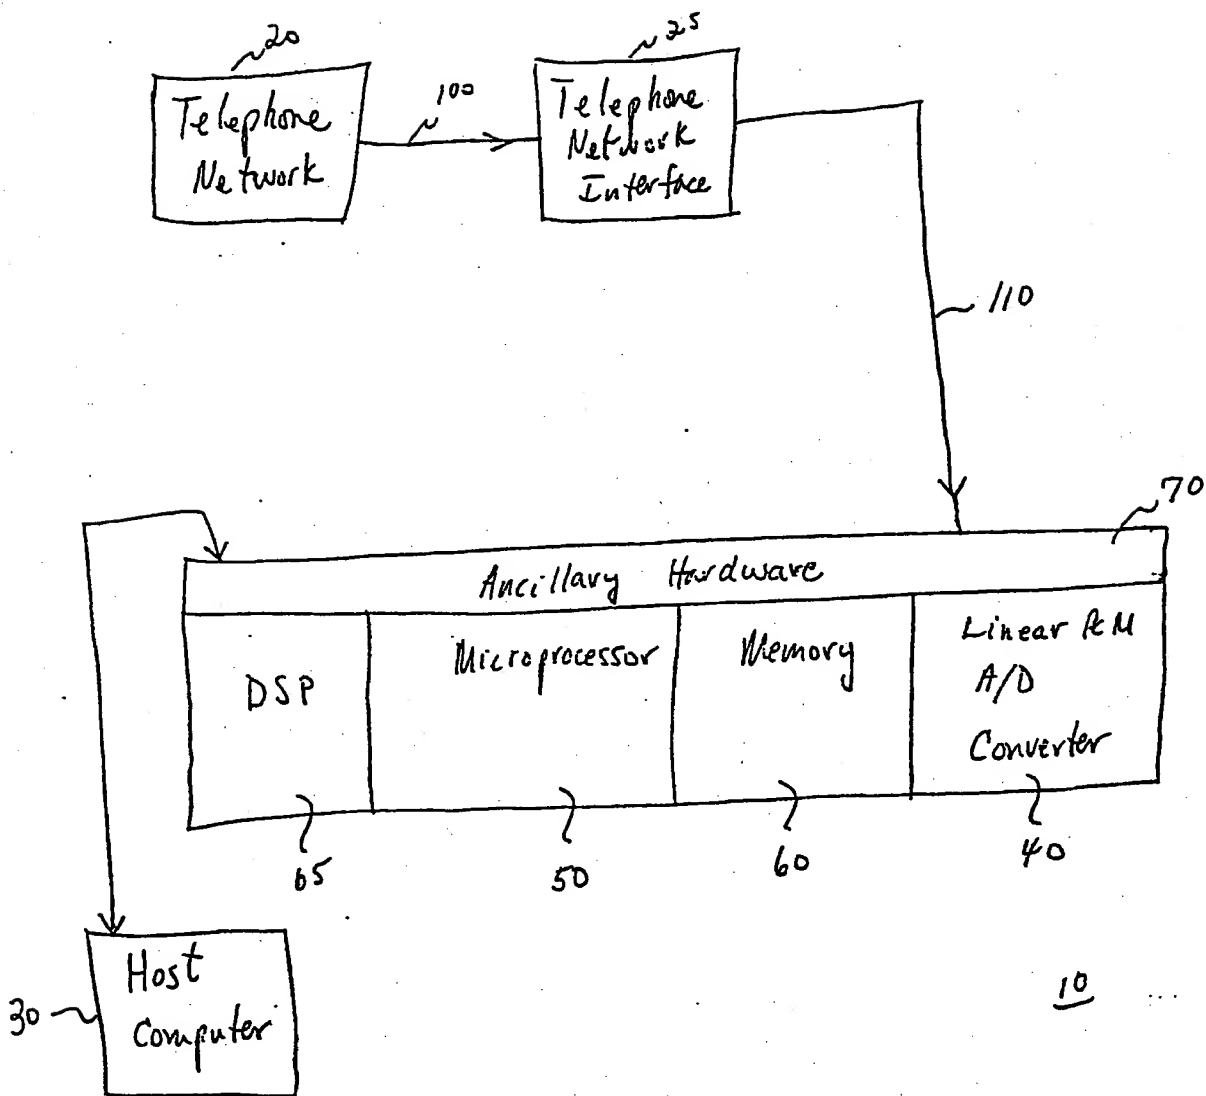 20
25
100
Telephone
Network
Telephone
Network
Interface
110
70
Ancillary Hardware
DSP
Microprocessor
Memory
Linear PCM
A/D
Converter
65
50
60
40
Host
Computer
30
10